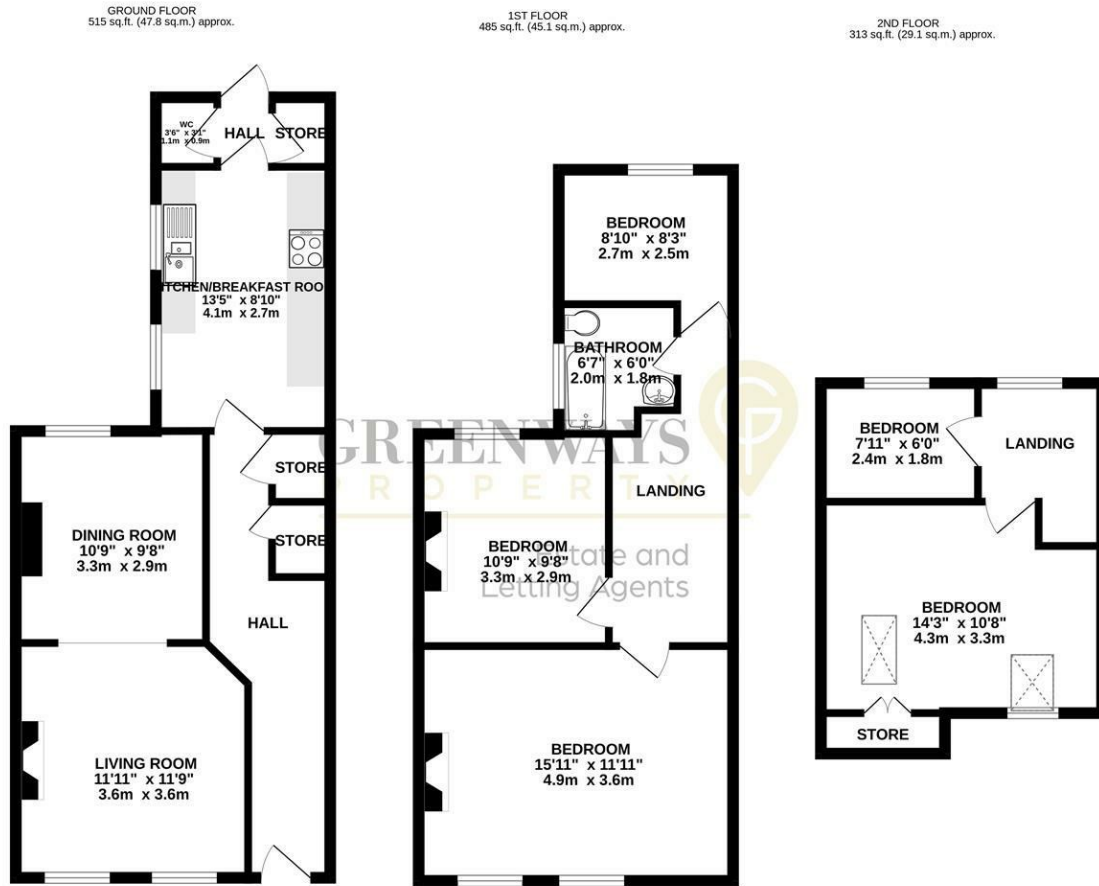 GROUND FLOOR
515 sq.ft. (47.8 sq.m.) approx.
WC
3'6" x 3'1"
1.1m x 0.9m
HALL
STORE
KITCHEN/BREAKFAST ROO
13'5" x 8'10"
4.1m x 2.7m
STORE
STORE
DINING ROOM
10'9" x 9'8"
3.3m x 2.9m
HALL
LIVING ROOM
11'11" x 11'9"
3.6m x 3.6m
1ST FLOOR
485 sq.ft. (45.1 sq.m.) approx.
BEDROOM
8'10" x 8'3"
2.7m x 2.5m
BATHROOM
6'7" x 6'0"
2.0m x 1.8m
LANDING
BEDROOM
10'9" x 9'8"
3.3m x 2.9m
BEDROOM
15'11" x 11'11"
4.9m x 3.6m
2ND FLOOR
313 sq.ft. (29.1 sq.m.) approx.
BEDROOM
7'11" x 6'0"
2.4m x 1.8m
LANDING
BEDROOM
14'3" x 10'8"
4.3m x 3.3m
STORE
GREENWAYS
PROPERTY
Estate and
Letting Agents